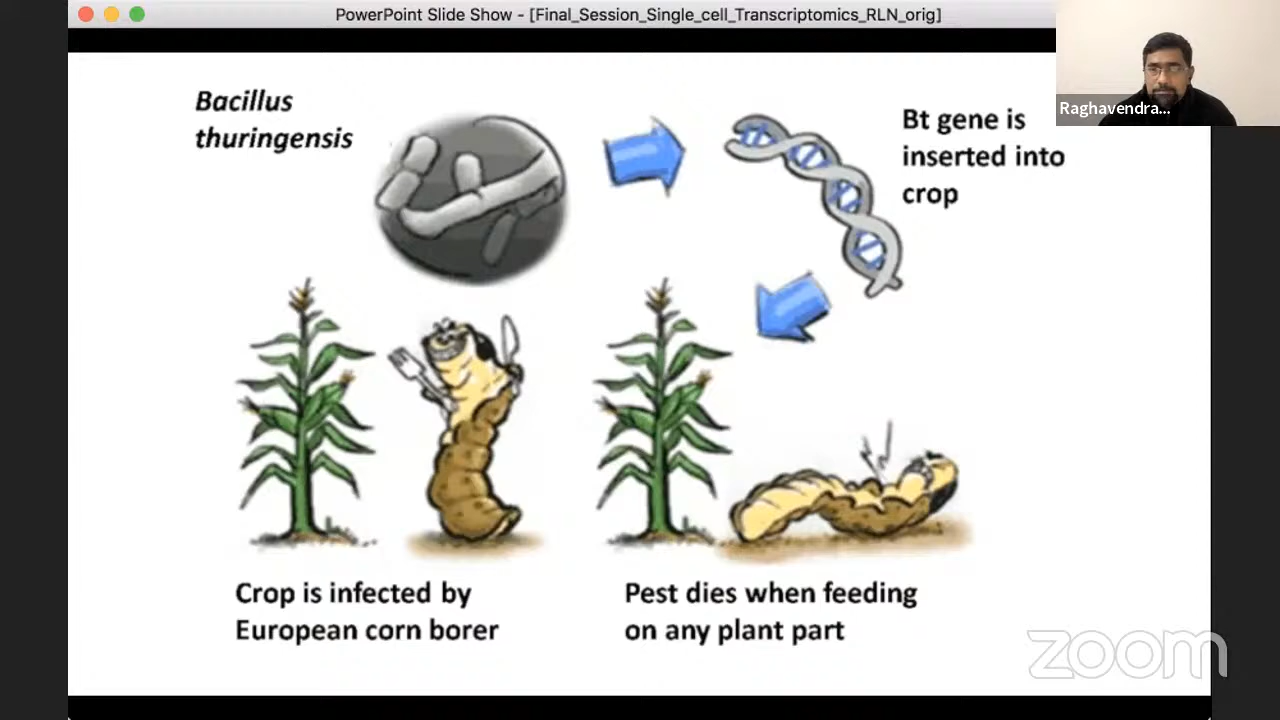 PowerPoint Slide Show - [Final_Session_Single_cell_Transcriptomics_RLN_orig]
Raghavendra...
Bacillus
thuringensis
Bt gene is
inserted into
crop
Crop is infected by
European corn borer
Pest dies when feeding
on any plant part
zoom